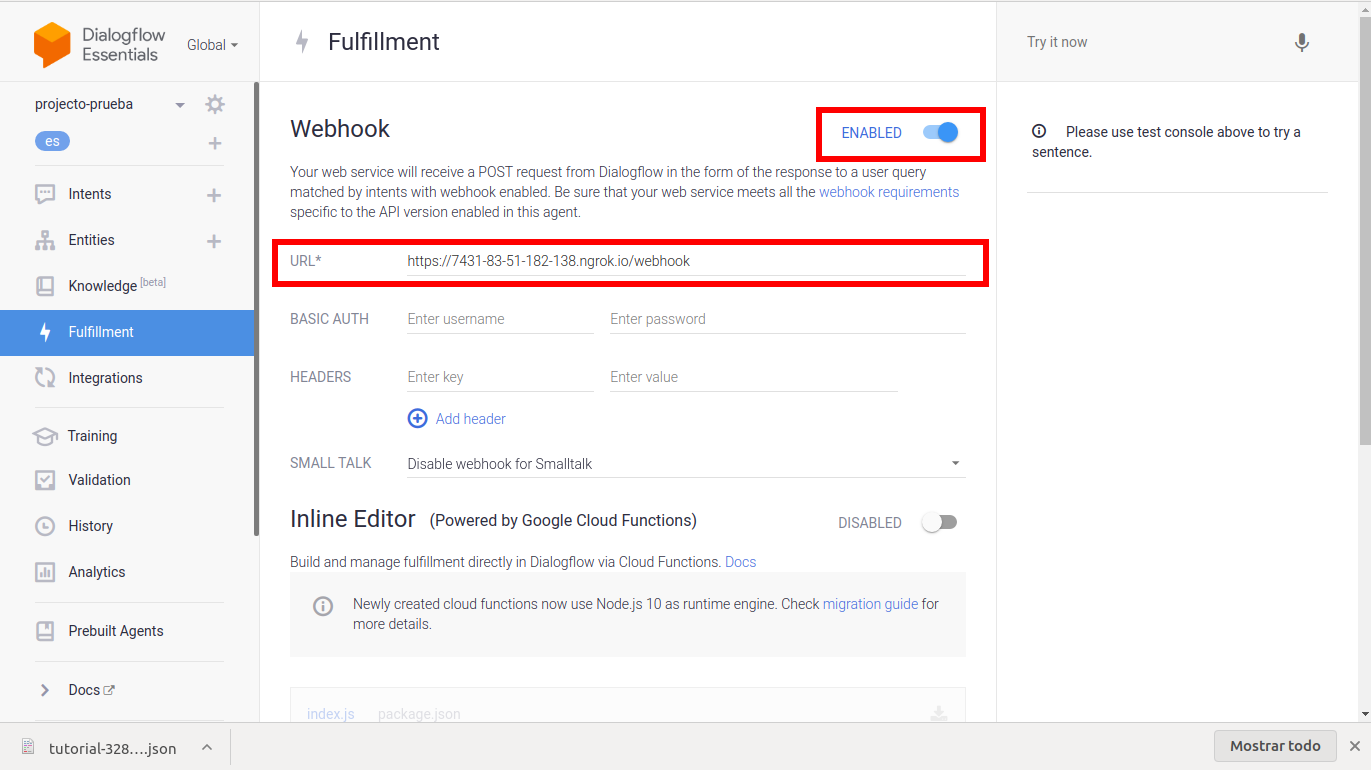 Dialogflow
Essentials
Global
Fulfillment
Try it now
projecto-prueba
es
Intents
Entities
Knowledge [beta]
Fulfillment
Integrations
Training
Validation
History
Analytics
Prebuilt Agents
Docs
Webhook
ENABLED
Your web service will receive a POST request from Dialogflow in the form of the response to a user query
matched by intents with webhook enabled. Be sure that your web service meets all the webhook requirements
specific to the API version enabled in this agent.
URL* https://7431-83-51-182-138.ngrok.io/webhook
BASIC AUTH Enter username Enter password
HEADERS Enter key Enter value
Add header
SMALL TALK Disable webhook for Smalltalk
Inline Editor (Powered by Google Cloud Functions) DISABLED
Build and manage fulfillment directly in Dialogflow via Cloud Functions. Docs
Newly created cloud functions now use Node.js 10 as runtime engine. Check migration guide for
more details.
index.js package.json
Please use test console above to try a
sentence.
tutorial-328....json
Mostrar todo